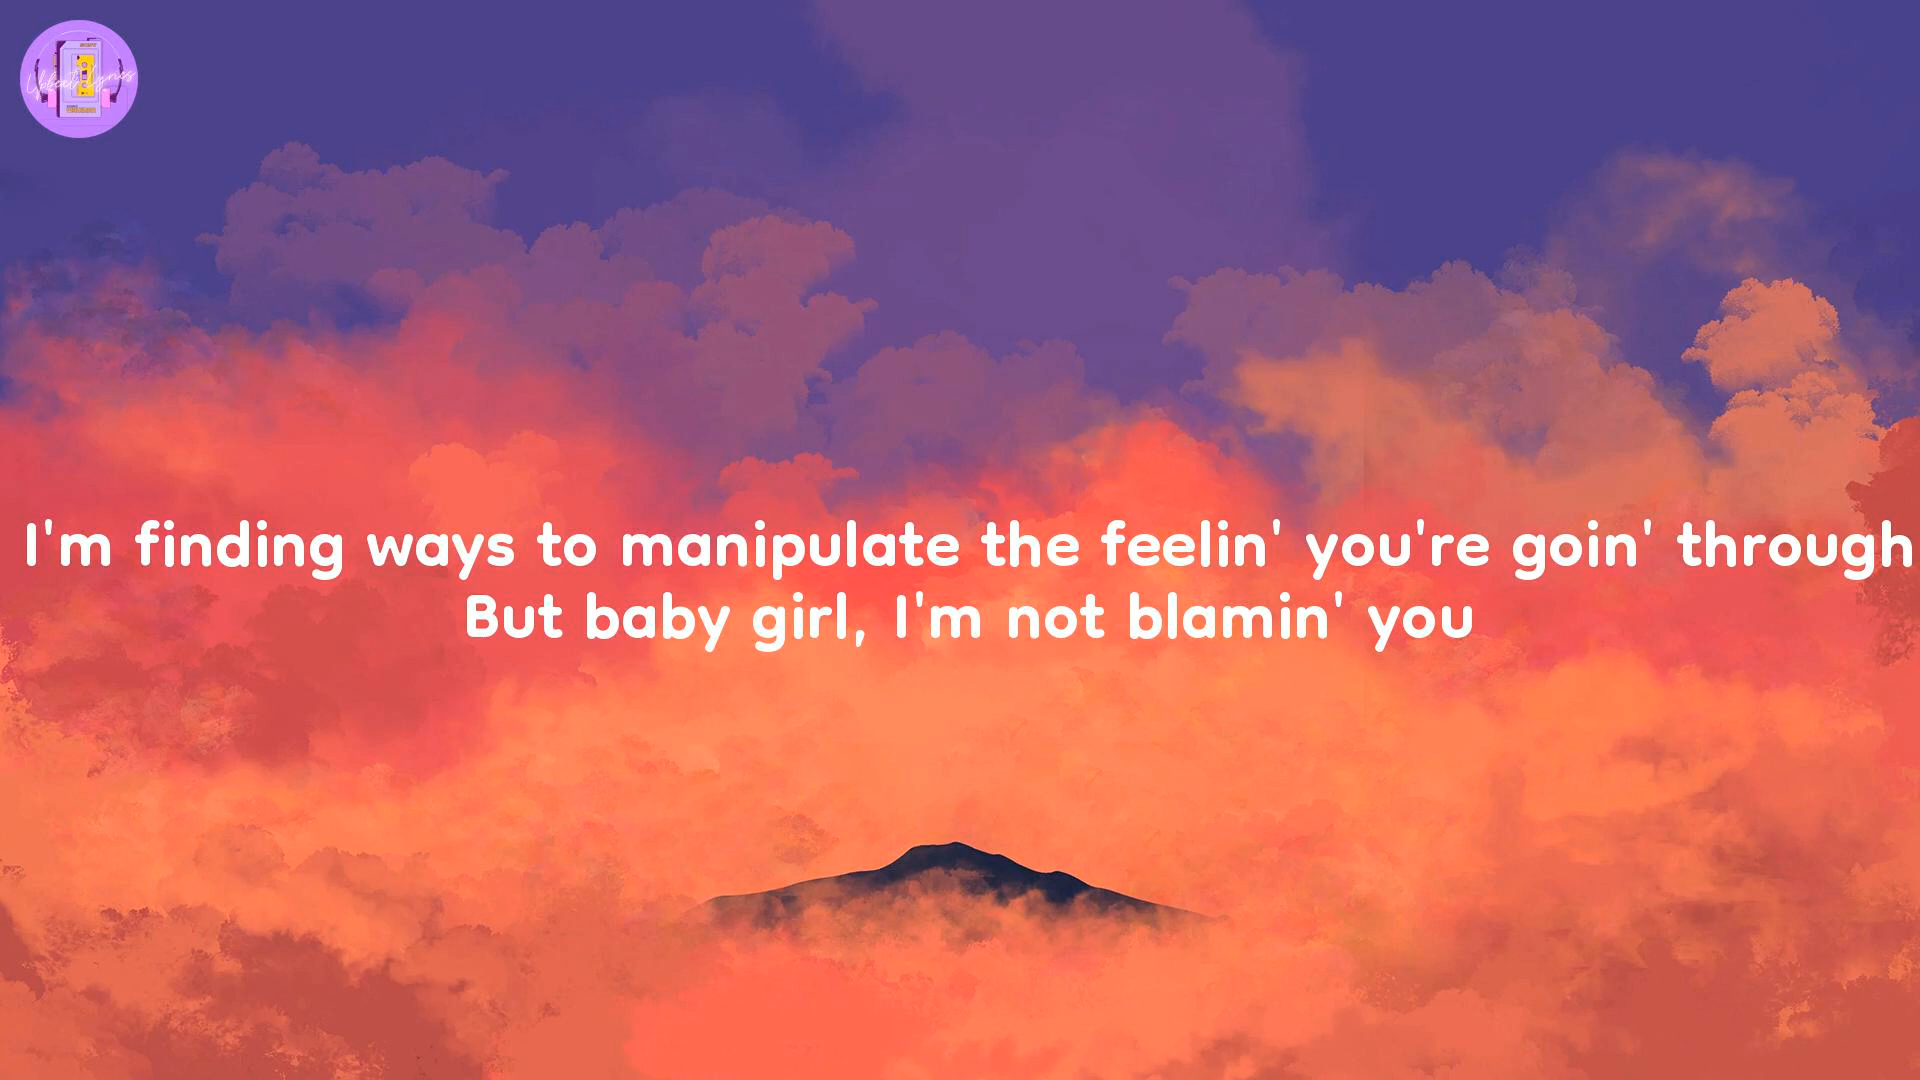 I'm finding ways to manipulate the feelin' you're goin' through
But baby girl, I'm not blamin' you